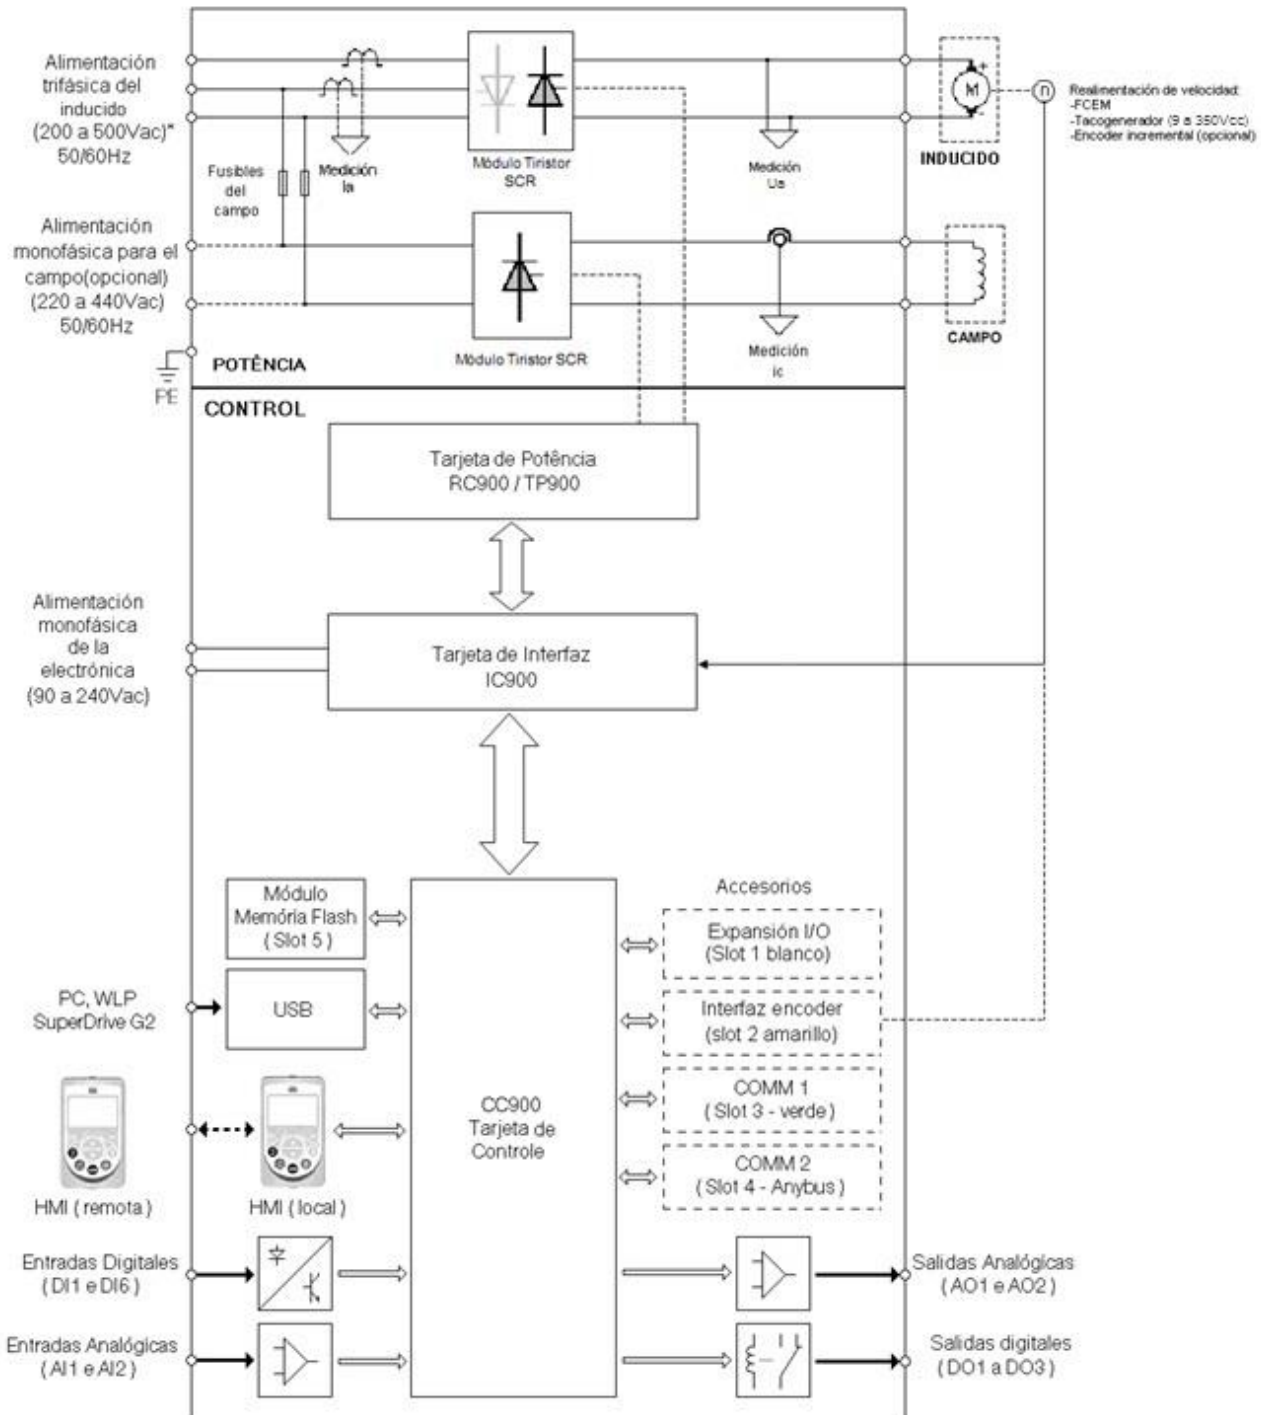 Alimentación
trifásica del
inducido
(200 a 500Vac)*
50/60Hz
Fusibles
del
campo
Medición
Ia
Módulo Tiristor
SCR
Medición
Ua
M
+
-
n
INDUCIDO
Realimentación de velocidad:
-FCEM
-Tacogenerador (9 a 350Vcc)
-Encoder incremental (opcional)
Alimentación
monofásica para el
campo(opcional)
(220 a 440Vac)
50/60Hz
Módulo Tiristor SCR
Medición
ic
CAMPO
PE
POTÊNCIA
CONTROL
Tarjeta de Potência
RC900 / TP900
Alimentación
monofásica
de la
electrónica
(90 a 240Vac)
Tarjeta de Interfaz
IC900
Módulo
Memória Flash
( Slot 5 )
Accesorios
Expansión I/O
(Slot 1 blanco)
PC, WLP
SuperDrive G2
USB
Interfaz encoder
(slot 2 amarillo)
CC900
Tarjeta de
Controle
COMM 1
( Slot 3 - verde )
COMM 2
( Slot 4 - Anybus )
HMI ( remota )
HMI ( local )
Entradas Digitales
( DI1 e DI6)
Salidas Analógicas
( AO1 e AO2 )
Entradas Analógicas
( AI1 e AI2 )
Salidas digitales
( DO1 a DO3 )